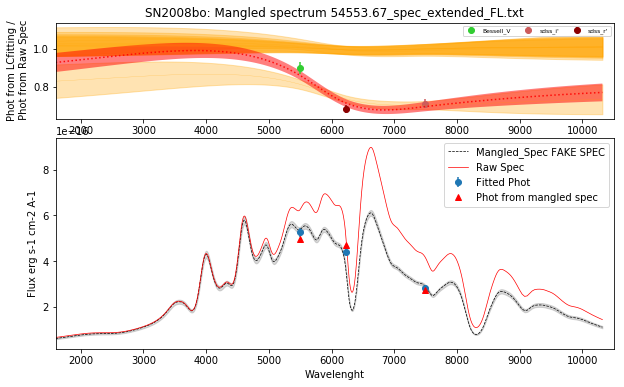 SN2008bo: Mangled spectrum 54553.67_spec_extended_FL.txt
Phot from LCfitting /
Phot from Raw Spec
1.0
0.8
Bessell_V
sdss_i'
sdss_r'
2000 3000 4000 5000 6000 7000 8000 9000 10000
1e-16
Flux erg s-1 cm-2 A-1
8
6
4
2
Mangled_Spec FAKE SPEC
Raw Spec
Fitted Phot
Phot from mangled spec
2000 3000 4000 5000 6000 7000 8000 9000 10000
Wavelenght